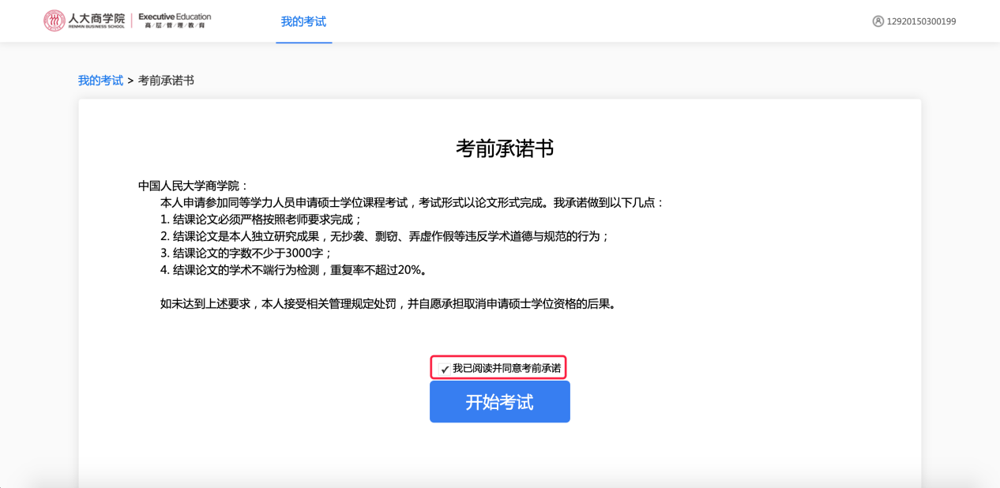 人大商学院
RENMIN BUSINESS SCHOOL
Executive Education
高/层/管/理/教/育
我的考试
12920150300199
我的考试 > 考前承诺书
考前承诺书
中国人民大学商学院：
本人申请参加同等学力人员申请硕士学位课程考试，考试形式以论文形式完成。我承诺做到以下几点：
1. 结课论文必须严格按照老师要求完成；
2. 结课论文是本人独立研究成果，无抄袭、剽窃、弄虚作假等违反学术道德与规范的行为；
3. 结课论文的字数不少于3000字；
4. 结课论文的学术不端行为检测，重复率不超过20%。
如未达到上述要求，本人接受相关管理规定处罚，并自愿承担取消申请硕士学位资格的后果。
我已阅读并同意考前承诺
开始考试